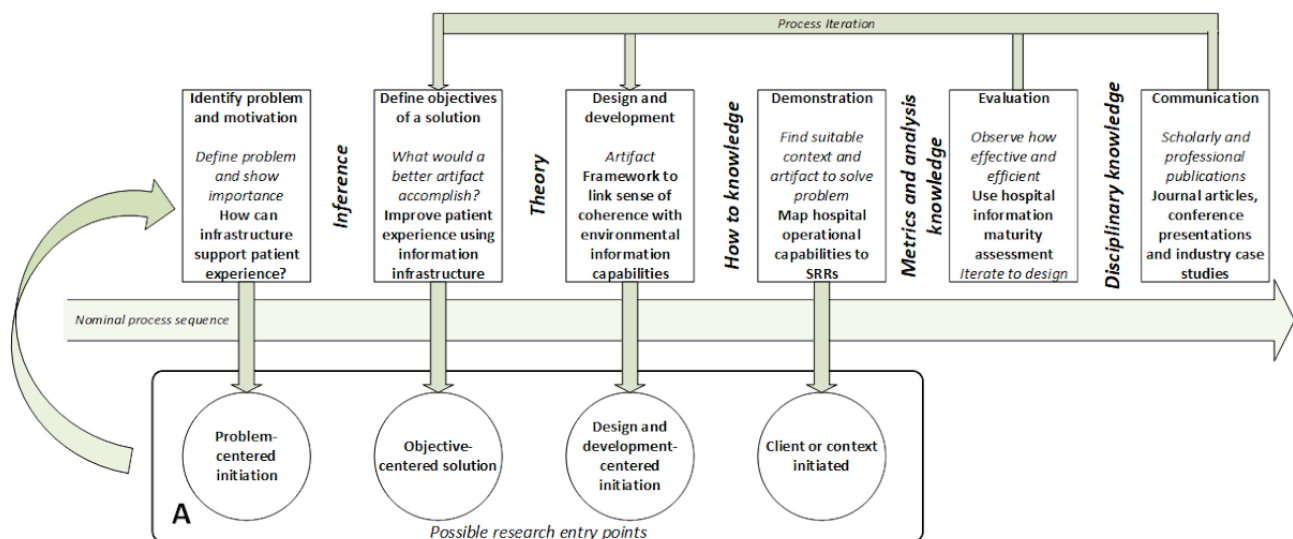 Process Iteration
Identify problem
and motivation
Define problem
and show
importance
How can
infrastructure
support patient
experience?
Inference
Define objectives
of a solution
What would a
better artifact
accomplish?
Improve patient
experience using
information
infrastructure
Theory
Design and
development
Artifact
Framework to
link sense of
coherence with
environmental
information
capabilities
How to knowledge
Demonstration
Find suitable
context and
artifact to solve
problem
Map hospital
operational
capabilities to
SRRs
Metrics and analysis
knowledge
Evaluation
Observe how
effective and
efficient
Use hospital
information
maturity
assessment
Iterate to design
Disciplinary knowledge
Communication
Scholarly and
professional
publications
Journal articles,
conference
presentations
and industry case
studies
Nominal process sequence
Problem-
centered
initiation
Objective-
centered solution
Design and
development-
centered
initiation
Client or context
initiated
A
Possible research entry points